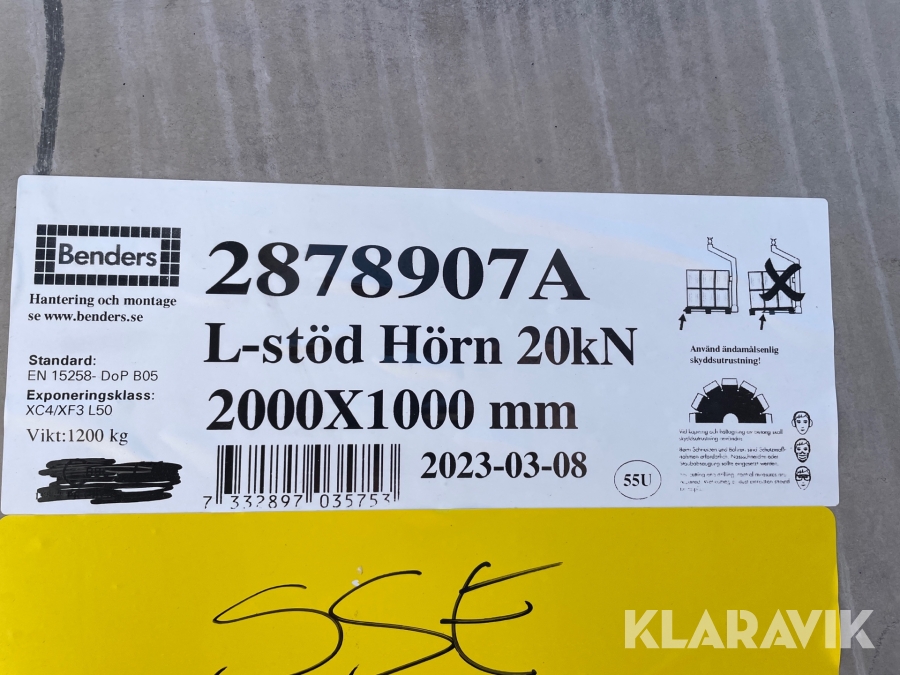 Benders
Hantering och montage
se www.benders.se
Standard:
EN 15258- DoP B05
Exponeringsklass:
XC4/XF3 L50
Vikt:1200 kg
2878907A
L-stöd Hörn 20kN
2000X1000 mm
7 332897 035753
2023-03-08
55U
Använd ändamålsenlig
skyddsutrustning!
SSE
KLARAVIK